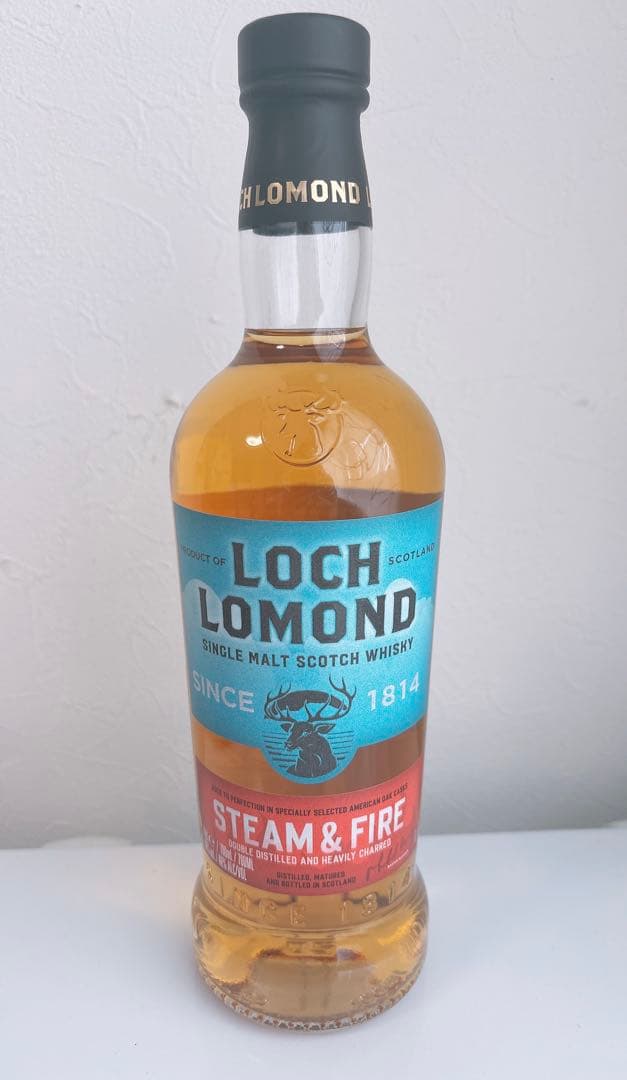 CH LOMOND L
PRODUCT OF
SCOTLAND
LOCH
LOMOND
SINGLE MALT SCOTCH WHISKY
SINCE
1814
AGED TO PERFECTION IN SPECIALLY SELECTED AMERICAN OAK CASKS
STEAM & FIRE
DOUBLE DISTILLED AND HEAVILY CHARRED
DISTILLED, MATURED
AND BOTTLED IN SCOTLAND